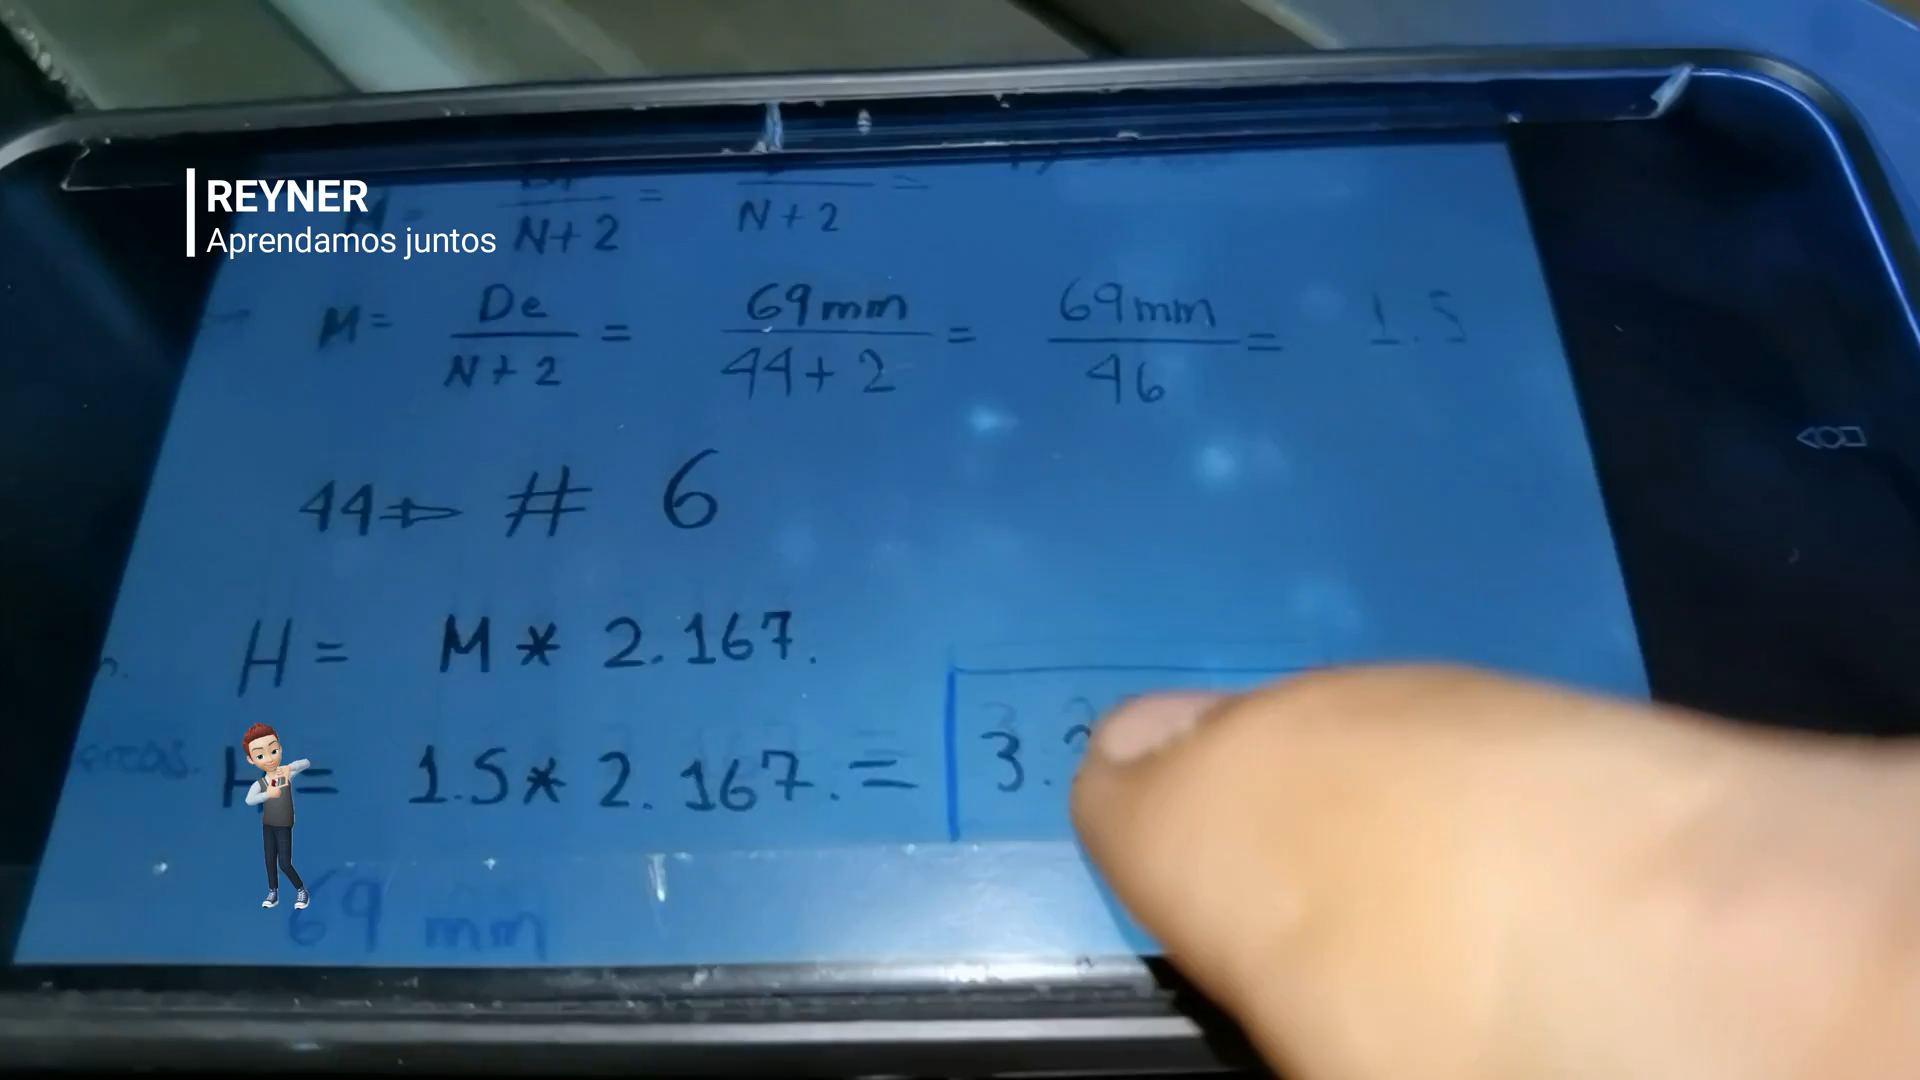 REYNER
Aprendamos juntos
N+2 = N+2 =
M= De/N+2 = 69mm/44+2 = 69mm/46 = 1.5
44⇒ # 6
H= M * 2.167.
H= 1.5 * 2.167. = 3.2
69 mm